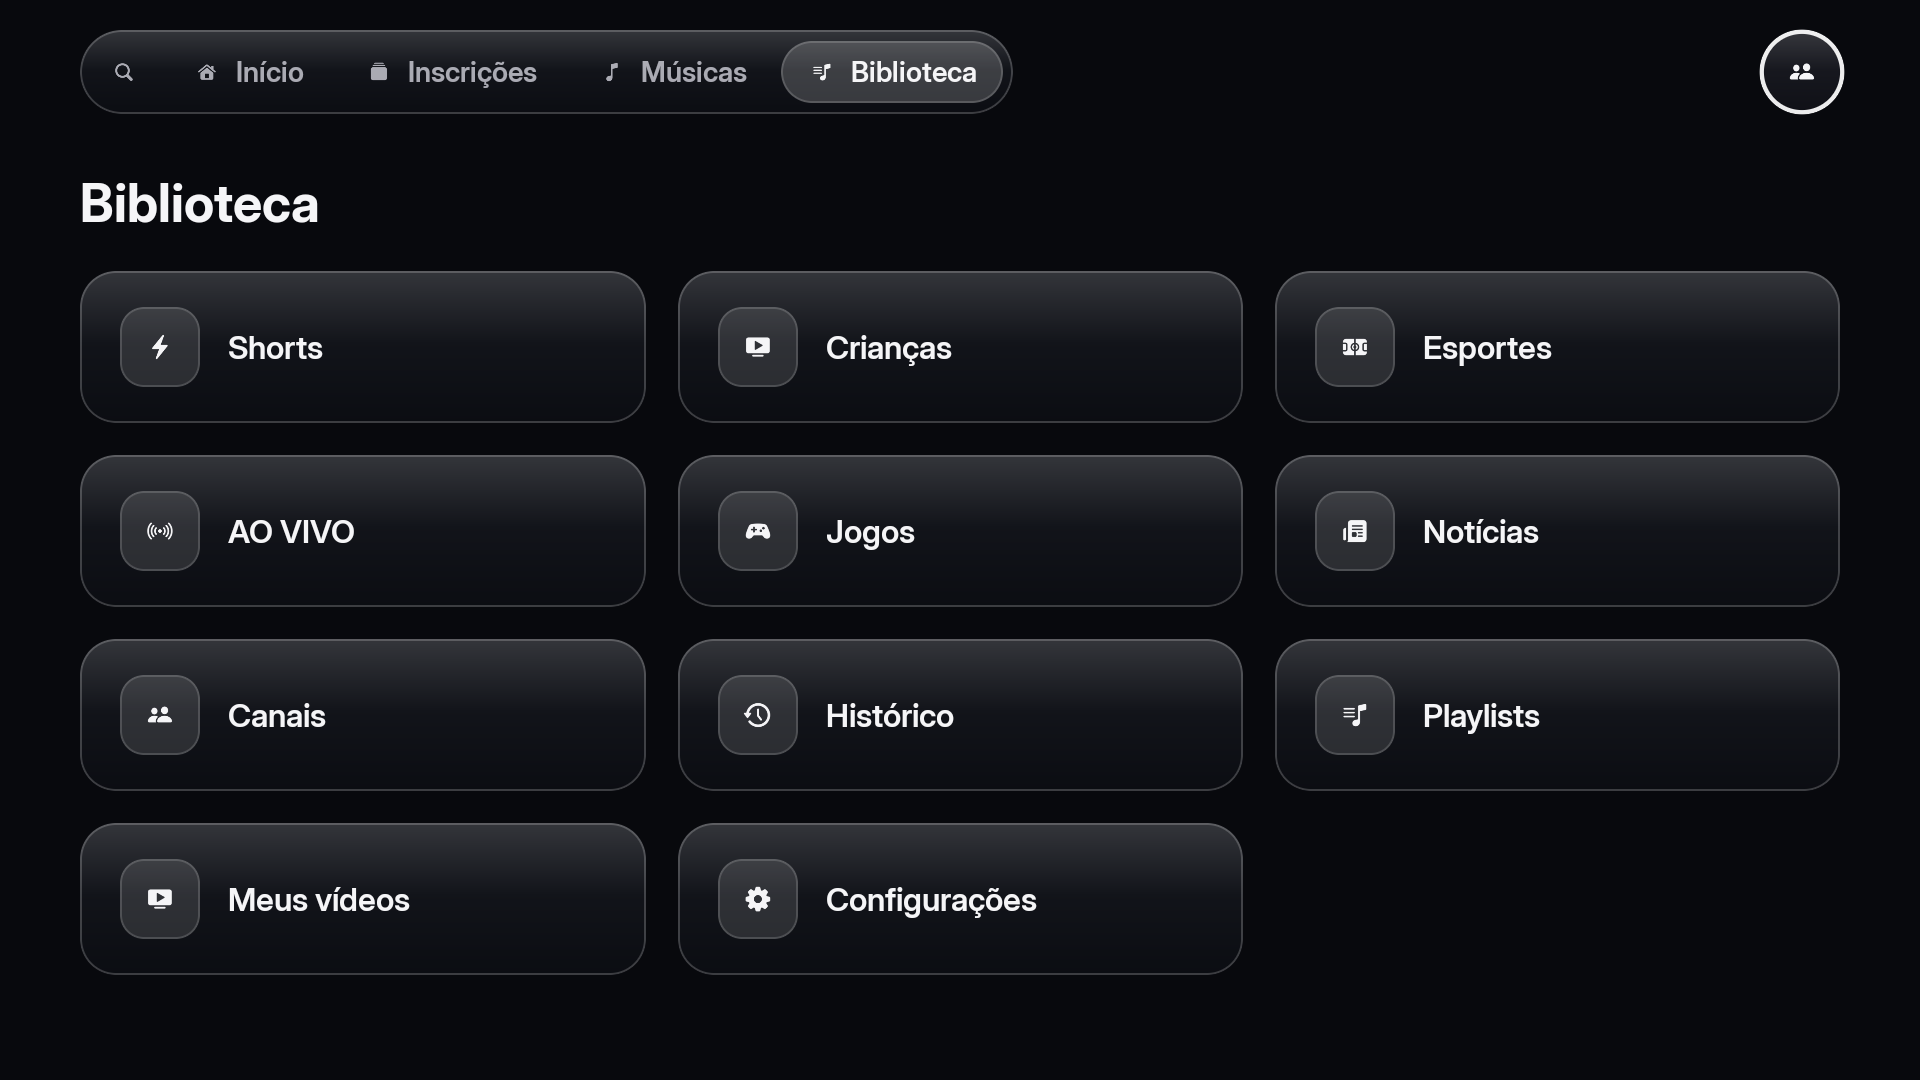 Início
Inscrições
Músicas
Biblioteca
Biblioteca
Shorts
Crianças
Esportes
AO VIVO
Jogos
Notícias
Canais
Histórico
Playlists
Meus vídeos
Configurações